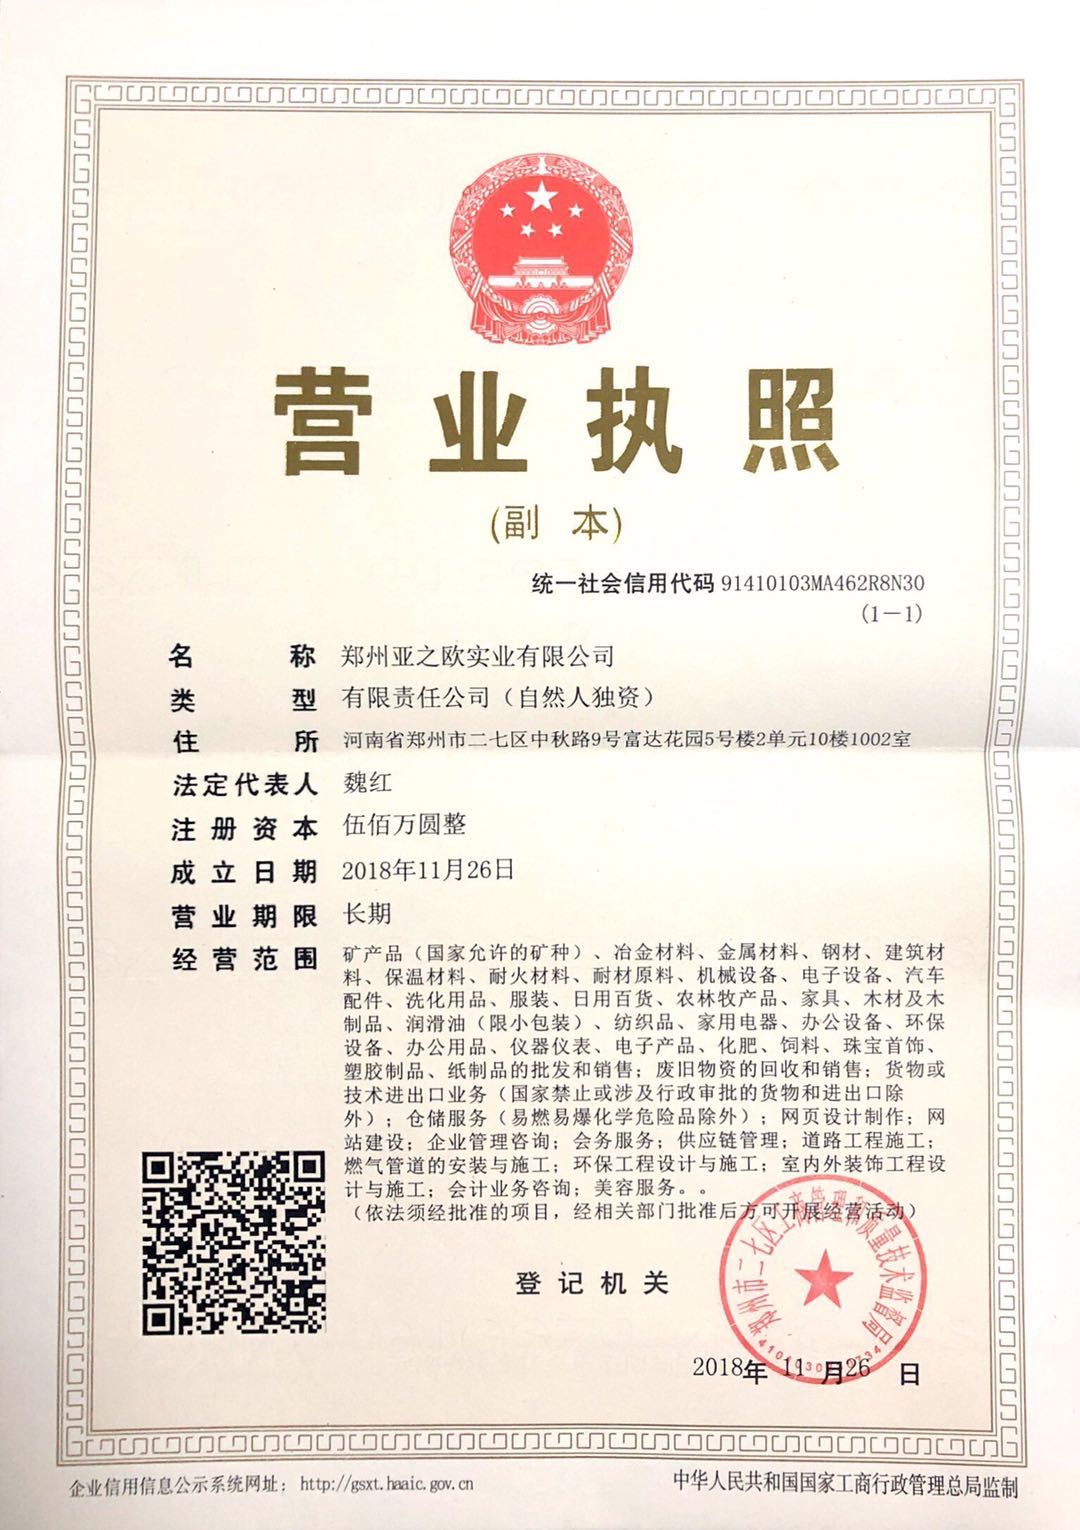 营业执照
(副 本)
统一社会信用代码 91410103MA462R8N30
(1-1)
名 称 郑州亚之欧实业有限公司
类 型 有限责任公司（自然人独资）
住 所 河南省郑州市二七区中秋路9号富达花园5号楼2单元10楼1002室
法定代表人 魏红
注册资本 伍佰万圆整
成立日期 2018年11月26日
营业期限 长期
经营范围 矿产品（国家允许的矿种）、冶金材料、金属材料、钢材、建筑材
料、保温材料、耐火材料、耐材原料、机械设备、电子设备、汽车
配件、洗化用品、服装、日用百货、农林牧产品、家具、木材及木
制品、润滑油（限小包装）、纺织品、家用电器、办公设备、环保
设备、办公用品、仪器仪表、电子产品、化肥、饲料、珠宝首饰、
塑胶制品、纸制品的批发和销售；废旧物资的回收和销售；货物或
技术进出口业务（国家禁止或涉及行政审批的货物和进出口除
外）；仓储服务（易燃易爆化学危险品除外）；网页设计制作；网
站建设；企业管理咨询；会务服务；供应链管理；道路工程施工；
燃气管道的安装与施工；环保工程设计与施工；室内外装饰工程设
计与施工；会计业务咨询；美容服务。。
（依法须经批准的项目，经相关部门批准后方可开展经营活动）
登记机关
郑州市二七区工商管理和质量技术监督局
2018年 11 月26 日
企业信用信息公示系统网址： http://gsxt.haaic.gov.cn
中华人民共和国国家工商行政管理总局监制